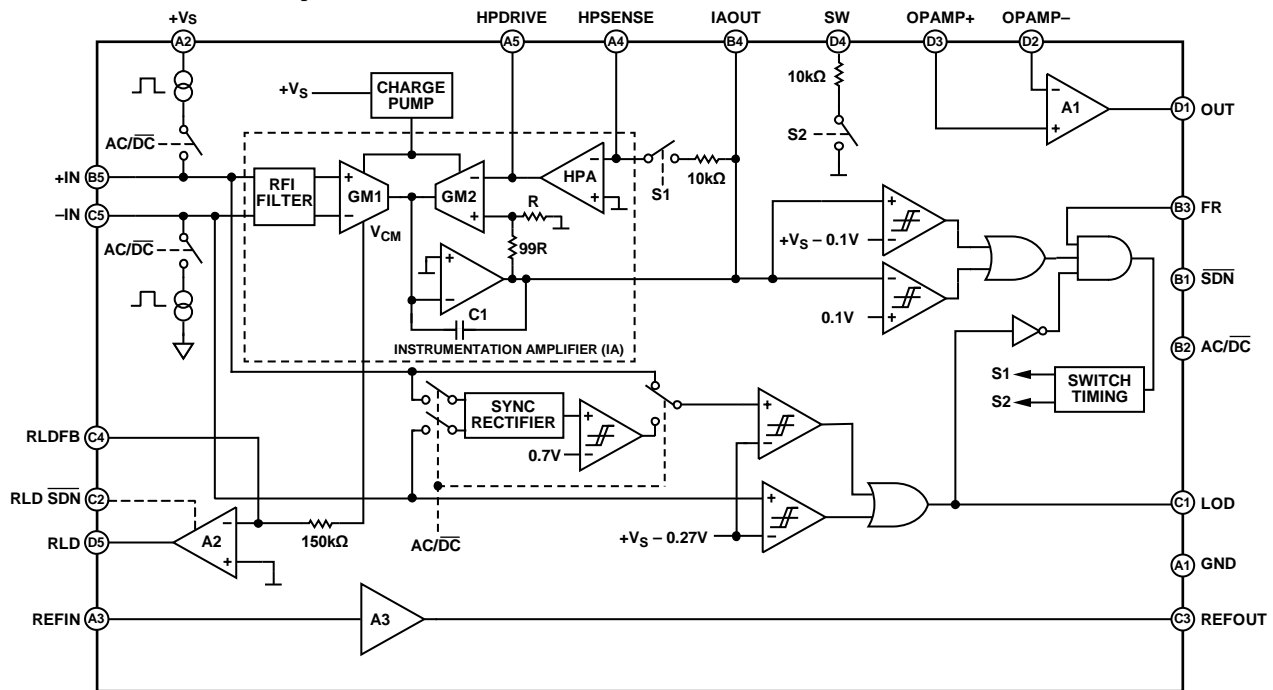 +VS
HPDRIVE
HPSENSE
IAOUT
SW
OPAMP+
OPAMP–
A2
A5
A4
B4
D4
D3
D2
10kΩ
+VS
CHARGE
PUMP
A1
D1
OUT
AC/DC
S2
+IN
B5
RFI
FILTER
GM1
GM2
HPA
S1
10kΩ
–IN
C5
VCM
R
99R
B3
FR
AC/DC
+VS – 0.1V
B1
SDN
C1
0.1V
INSTRUMENTATION AMPLIFIER (IA)
B2
AC/DC
S1
S2
SWITCH
TIMING
SYNC
RECTIFIER
RLDFB
C4
0.7V
RLD SDN
C2
C1
LOD
RLD
D5
A2
150kΩ
AC/DC
+VS – 0.27V
A1
GND
REFIN
A3
A3
C3
REFOUT